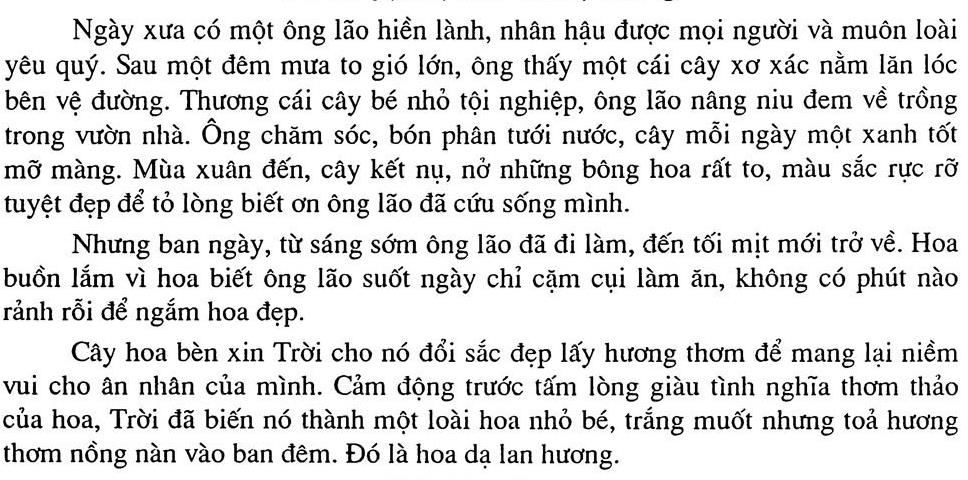 Ngày xưa có một ông lão hiền lành, nhân hậu được mọi người và muôn loài
yêu quý. Sau một đêm mưa to gió lớn, ông thấy một cái cây xơ xác nằm lăn lóc
bên vệ đường. Thương cái cây bé nhỏ tội nghiệp, ông lão nâng niu đem về trồng
trong vườn nhà. Ông chăm sóc, bón phân tưới nước, cây mỗi ngày một xanh tốt
mỡ màng. Mùa xuân đến, cây kết nụ, nở những bông hoa rất to, màu sắc rực rỡ
tuyệt đẹp để tỏ lòng biết ơn ông lão đã cứu sống mình.
Nhưng ban ngày, từ sáng sớm ông lão đã đi làm, đến tối mịt mới trở về. Hoa
buồn lắm vì hoa biết ông lão suốt ngày chỉ cặm cụi làm ăn, không có phút nào
rảnh rỗi để ngắm hoa đẹp.
Cây hoa bèn xin Trời cho nó đổi sắc đẹp lấy hương thơm để mang lại niềm
vui cho ân nhân của mình. Cảm động trước tấm lòng giàu tình nghĩa thơm thảo
của hoa, Trời đã biến nó thành một loài hoa nhỏ bé, trắng muốt nhưng toả hương
thơm nồng nàn vào ban đêm. Đó là hoa dạ lan hương.